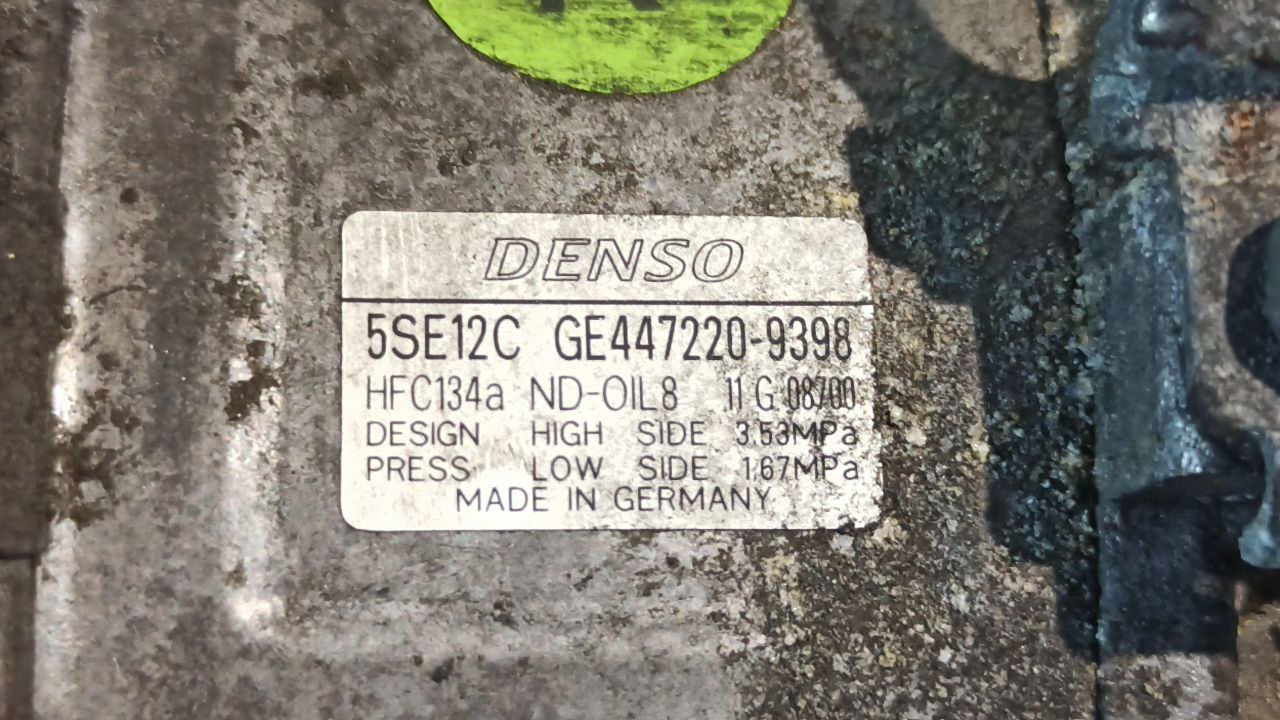 DENSO
5SE12C GE447220-9398
HFC134a ND-OIL8 11 G 08700
DESIGN HIGH SIDE 3.53MPa
PRESS LOW SIDE 1.67MPa
MADE IN GERMANY